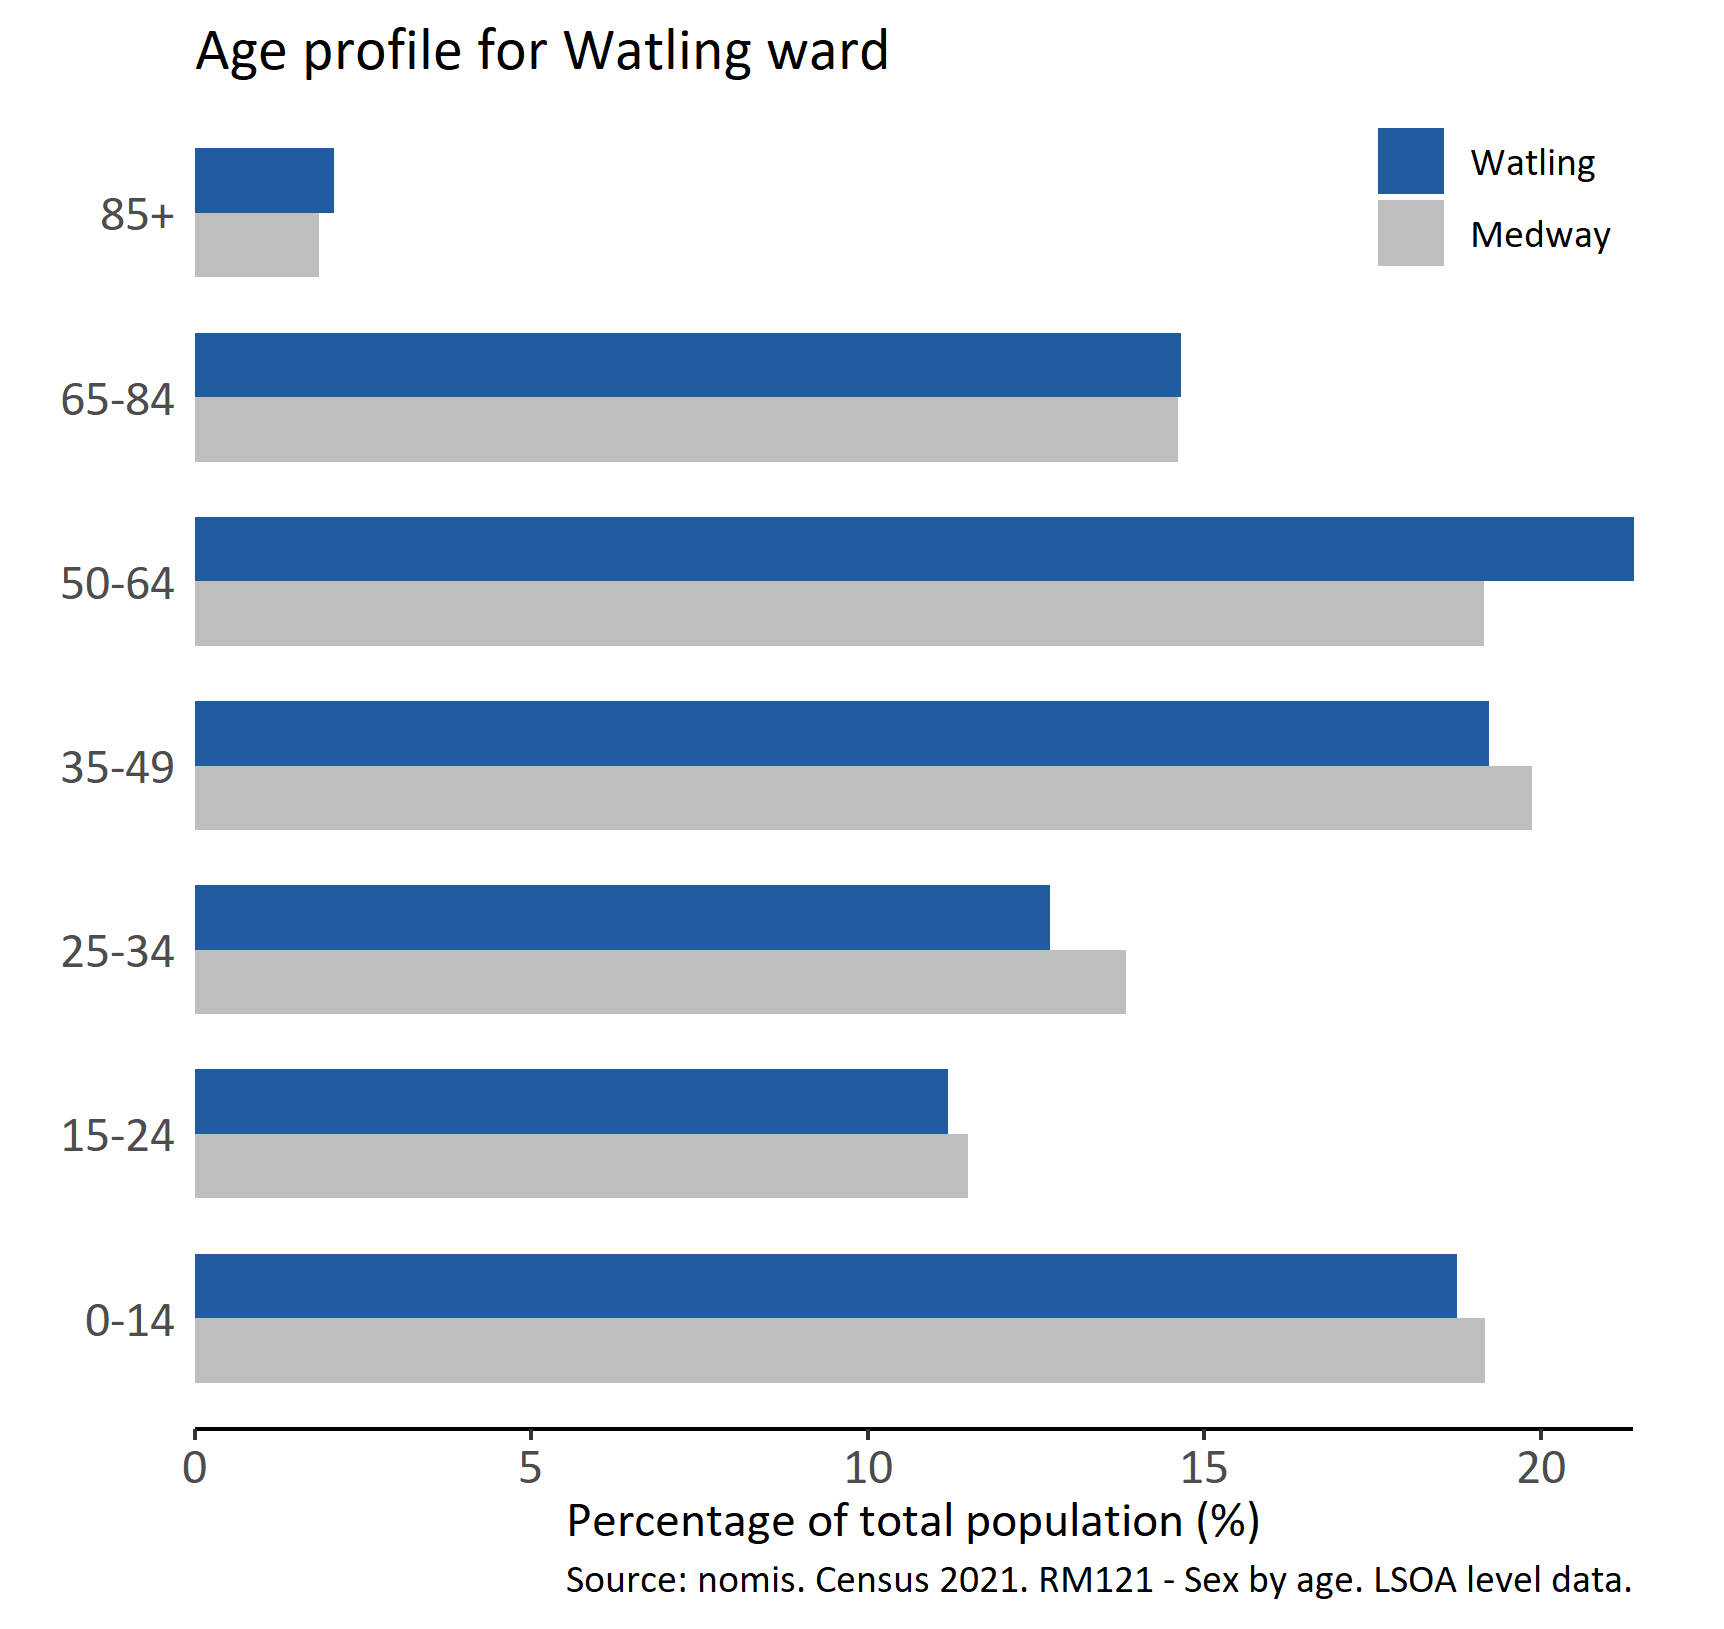 Age profile for Watling ward
Watling
Medway
85+
65-84
50-64
35-49
25-34
15-24
0-14
0 5 10 15 20
Percentage of total population (%)
Source: nomis. Census 2021. RM121 - Sex by age. LSOA level data.